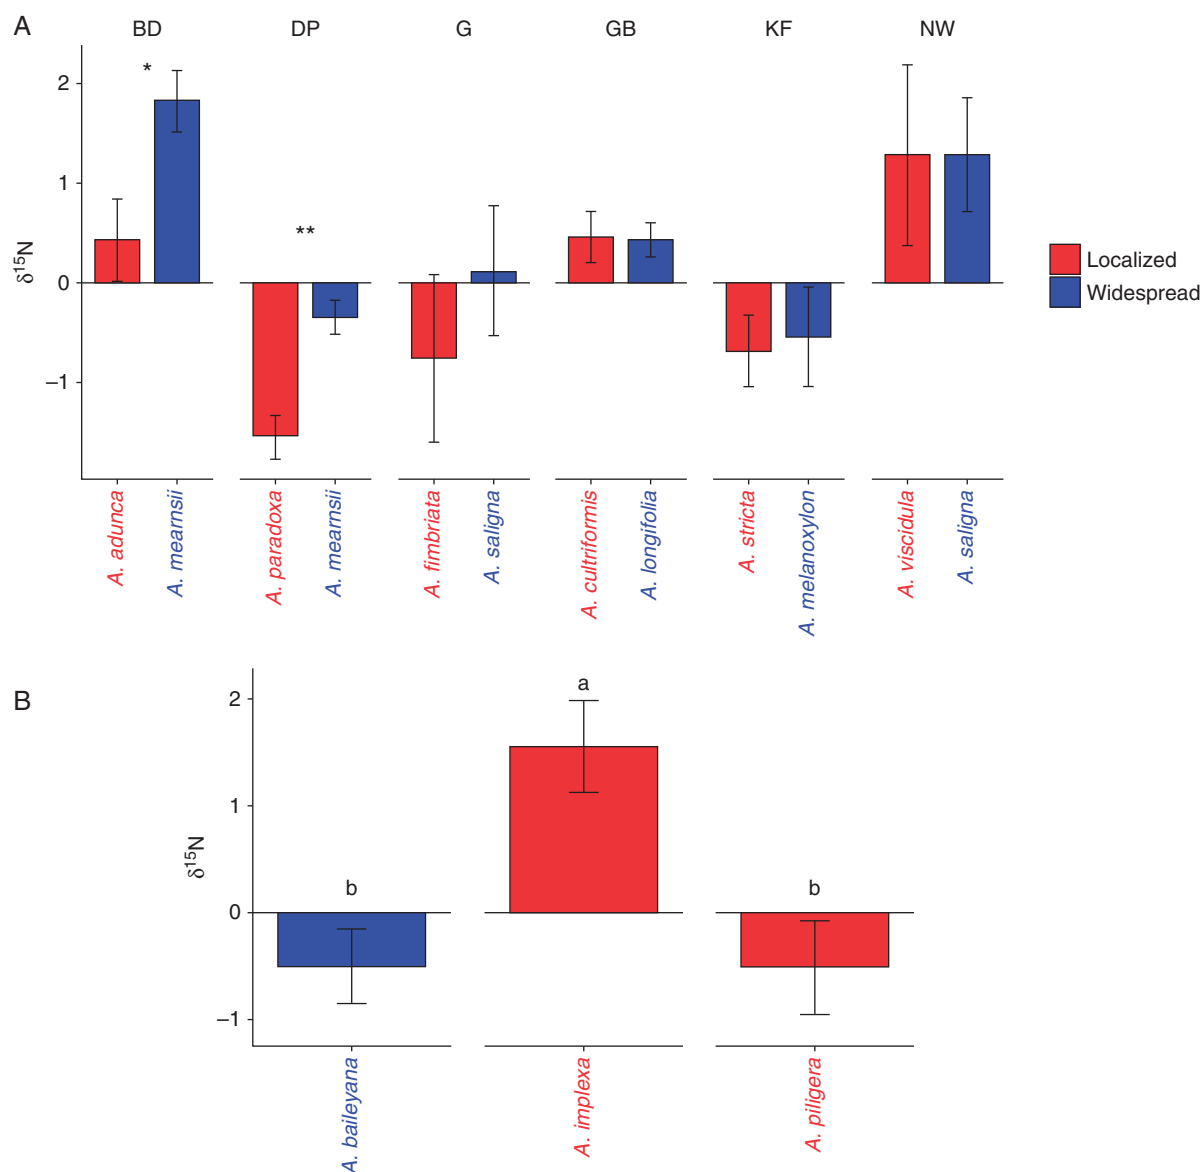 A
BD DP G GB KF NW
δ15N
2
1
0
–1
*
**
Localized
Widespread
A. adunca
A. mearnsii
A. paradoxa
A. mearnsii
A. fimbriata
A. saligna
A. cultriformis
A. longifolia
A. stricta
A. melanoxylon
A. viscidula
A. saligna
B
δ15N
2
1
0
–1
b
a
b
A. baileyana
A. implexa
A. piligera